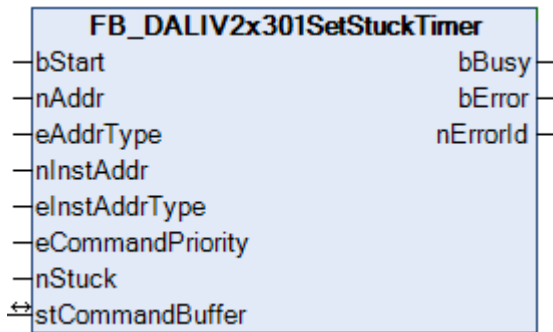 FB_DALIV2x301SetStuckTimer
bStart bBusy
nAddr bError
eAddrType nErrorId
nInstAddr
eInstAddrType
eCommandPriority
nStuck
stCommandBuffer